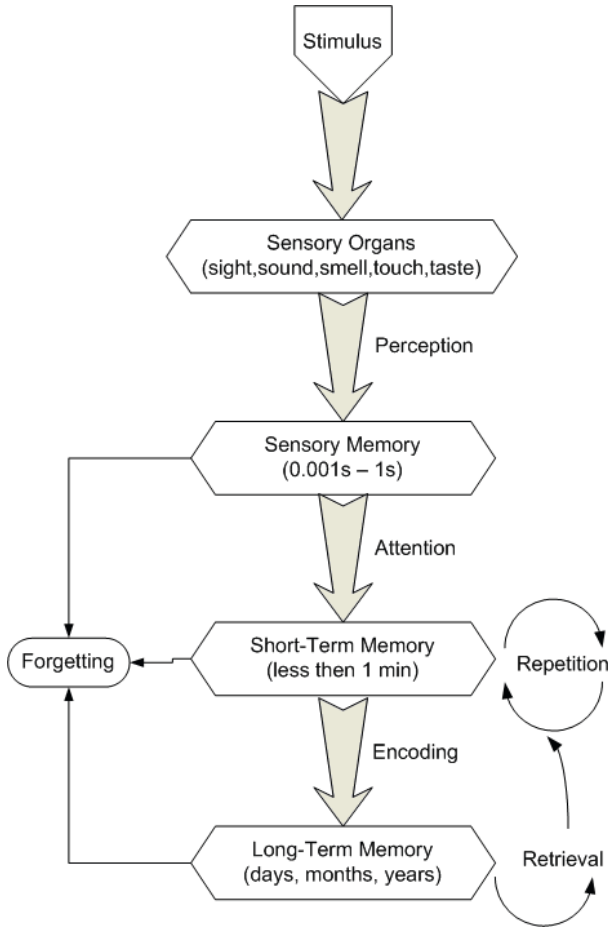 Stimulus
Sensory Organs
(sight,sound,smell,touch,taste)
Perception
Sensory Memory
(0.001s – 1s)
Attention
Short-Term Memory
(less then 1 min)
Forgetting
Repetition
Encoding
Long-Term Memory
(days, months, years)
Retrieval